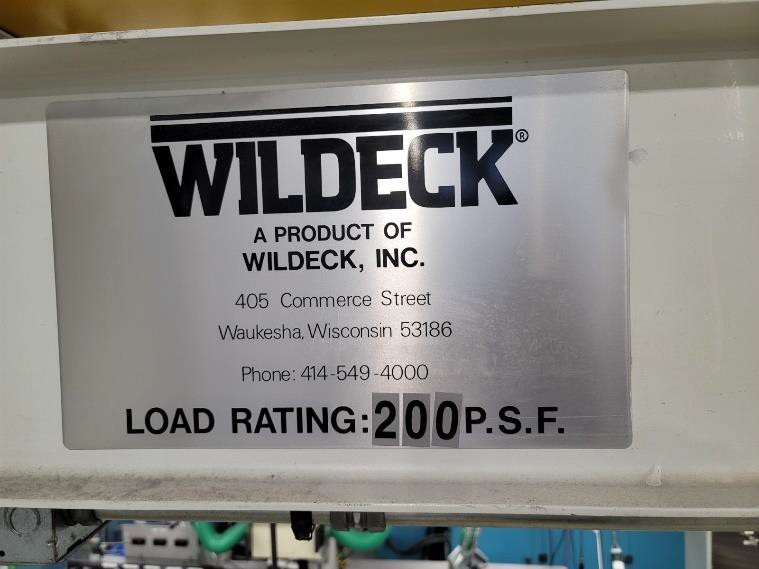 WILDECK®
A PRODUCT OF
WILDECK, INC.
405 Commerce Street
Waukesha, Wisconsin 53186
Phone: 414-549-4000
LOAD RATING: 200 P.S.F.